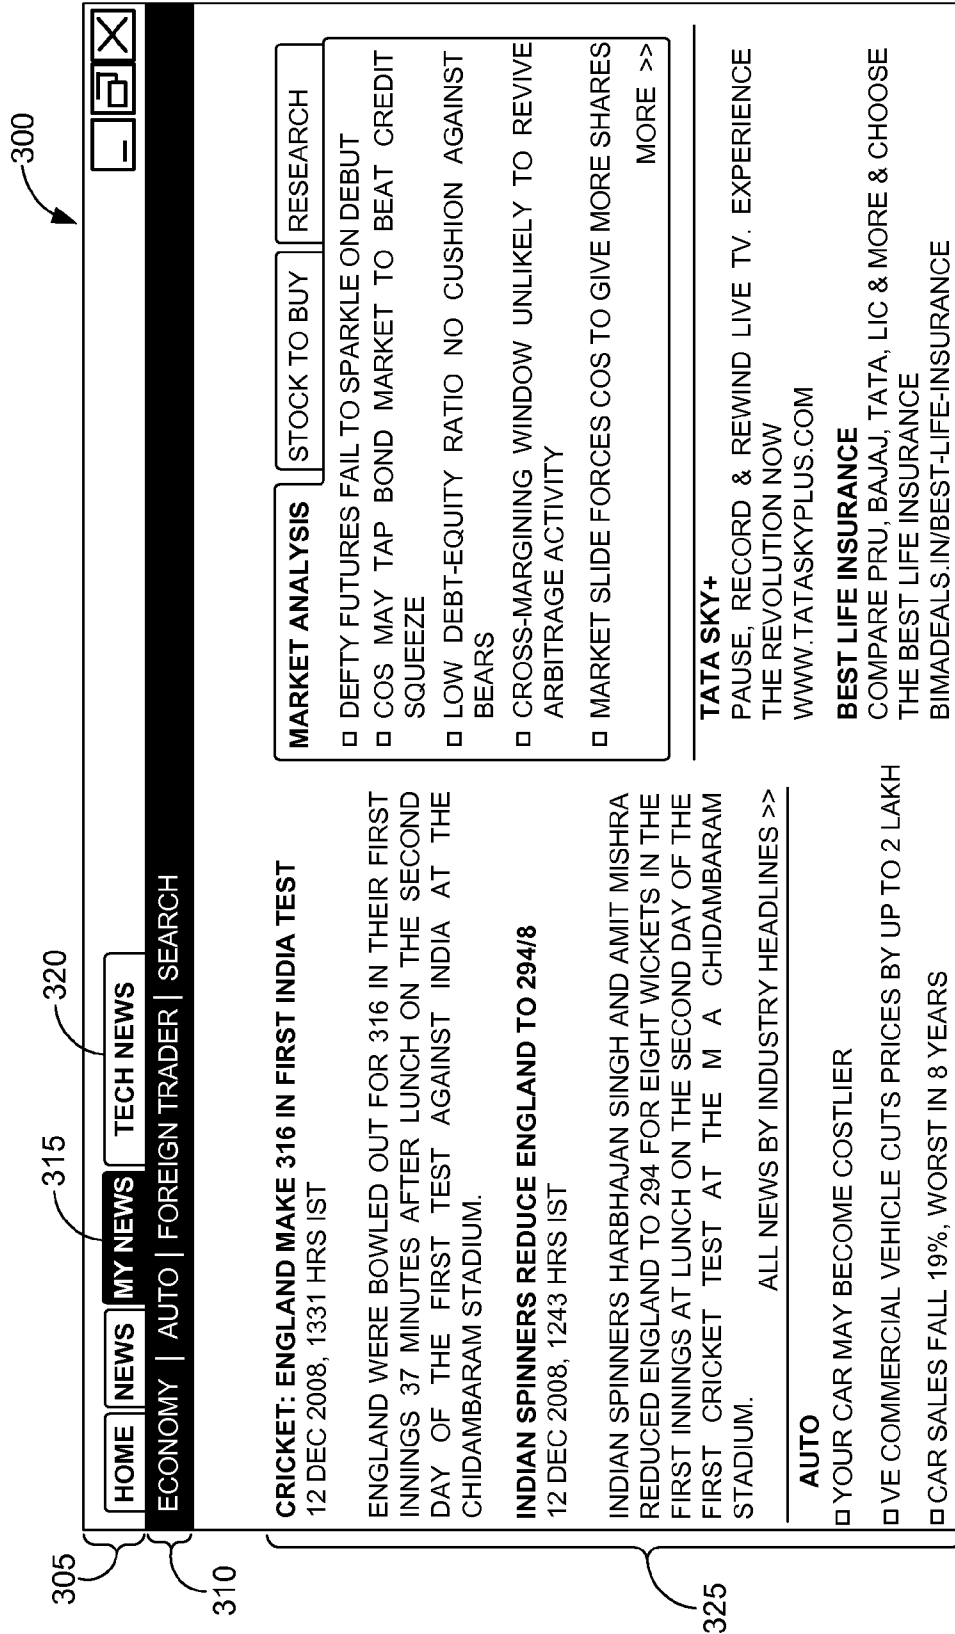 300
305
310
315
320
325
HOME
NEWS
MY NEWS
TECH NEWS
ECONOMY | AUTO | FOREIGN TRADER | SEARCH
CRICKET: ENGLAND MAKE 316 IN FIRST INDIA TEST
12 DEC 2008, 1331 HRS IST
ENGLAND WERE BOWLED OUT FOR 316 IN THEIR FIRST
INNINGS 37 MINUTES AFTER LUNCH ON THE SECOND
DAY OF THE FIRST TEST AGAINST INDIA AT THE
CHIDAMBARAM STADIUM.
INDIAN SPINNERS REDUCE ENGLAND TO 294/8
12 DEC 2008, 1243 HRS IST
INDIAN SPINNERS HARBHAJAN SINGH AND AMIT MISHRA
REDUCED ENGLAND TO 294 FOR EIGHT WICKETS IN THE
FIRST INNINGS AT LUNCH ON THE SECOND DAY OF THE
FIRST CRICKET TEST AT THE M A CHIDAMBARAM
STADIUM.
ALL NEWS BY INDUSTRY HEADLINES >>
AUTO
YOUR CAR MAY BECOME COSTLIER
VE COMMERCIAL VEHICLE CUTS PRICES BY UP TO 2 LAKH
CAR SALES FALL 19%, WORST IN 8 YEARS
MARKET ANALYSIS
STOCK TO BUY
RESEARCH
DEFTY FUTURES FAIL TO SPARKLE ON DEBUT
COS MAY TAP BOND MARKET TO BEAT CREDIT
SQUEEZE
LOW DEBT-EQUITY RATIO NO CUSHION AGAINST
BEARS
CROSS-MARGINING WINDOW UNLIKELY TO REVIVE
ARBITRAGE ACTIVITY
MARKET SLIDE FORCES COS TO GIVE MORE SHARES
MORE >>
TATA SKY+
PAUSE, RECORD & REWIND LIVE TV. EXPERIENCE
THE REVOLUTION NOW
WWW.TATASKYPLUS.COM
BEST LIFE INSURANCE
COMPARE PRU, BAJAJ, TATA, LIC & MORE & CHOOSE
THE BEST LIFE INSURANCE
BIMADEALS.IN/BEST-LIFE-INSURANCE